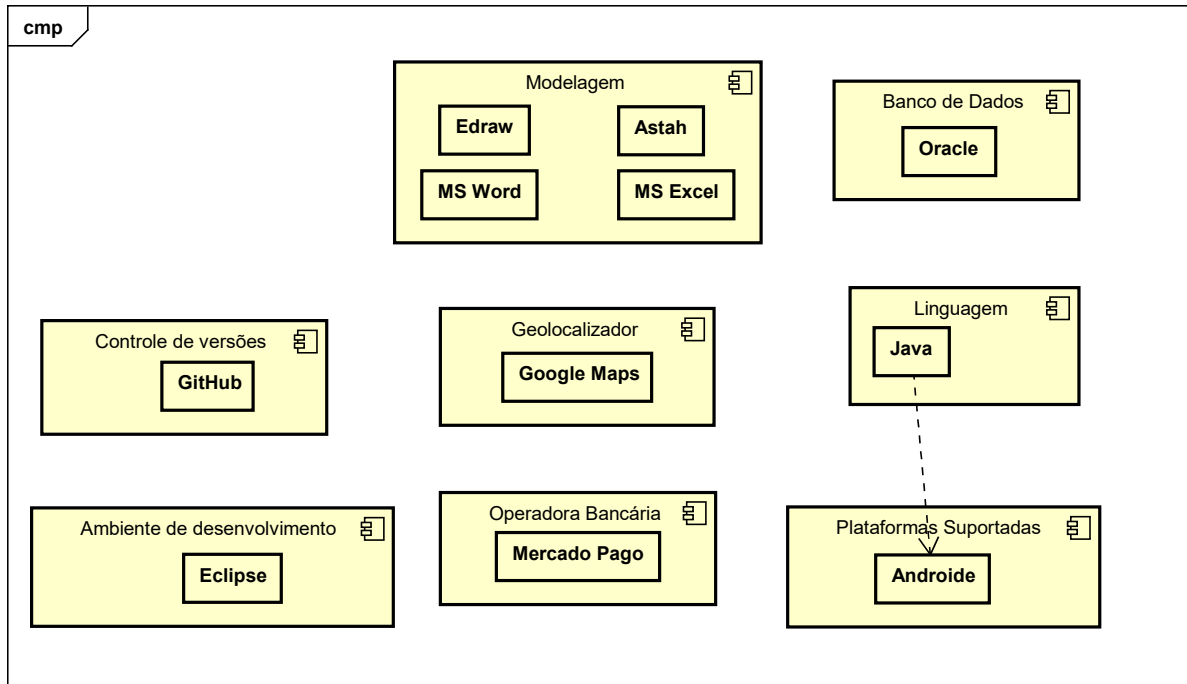 cmp
Modelagem
Edraw
Astah
MS Word
MS Excel
Banco de Dados
Oracle
Controle de versões
GitHub
Geolocalizador
Google Maps
Linguagem
Java
Ambiente de desenvolvimento
Eclipse
Operadora Bancária
Mercado Pago
Plataformas Suportadas
Androide